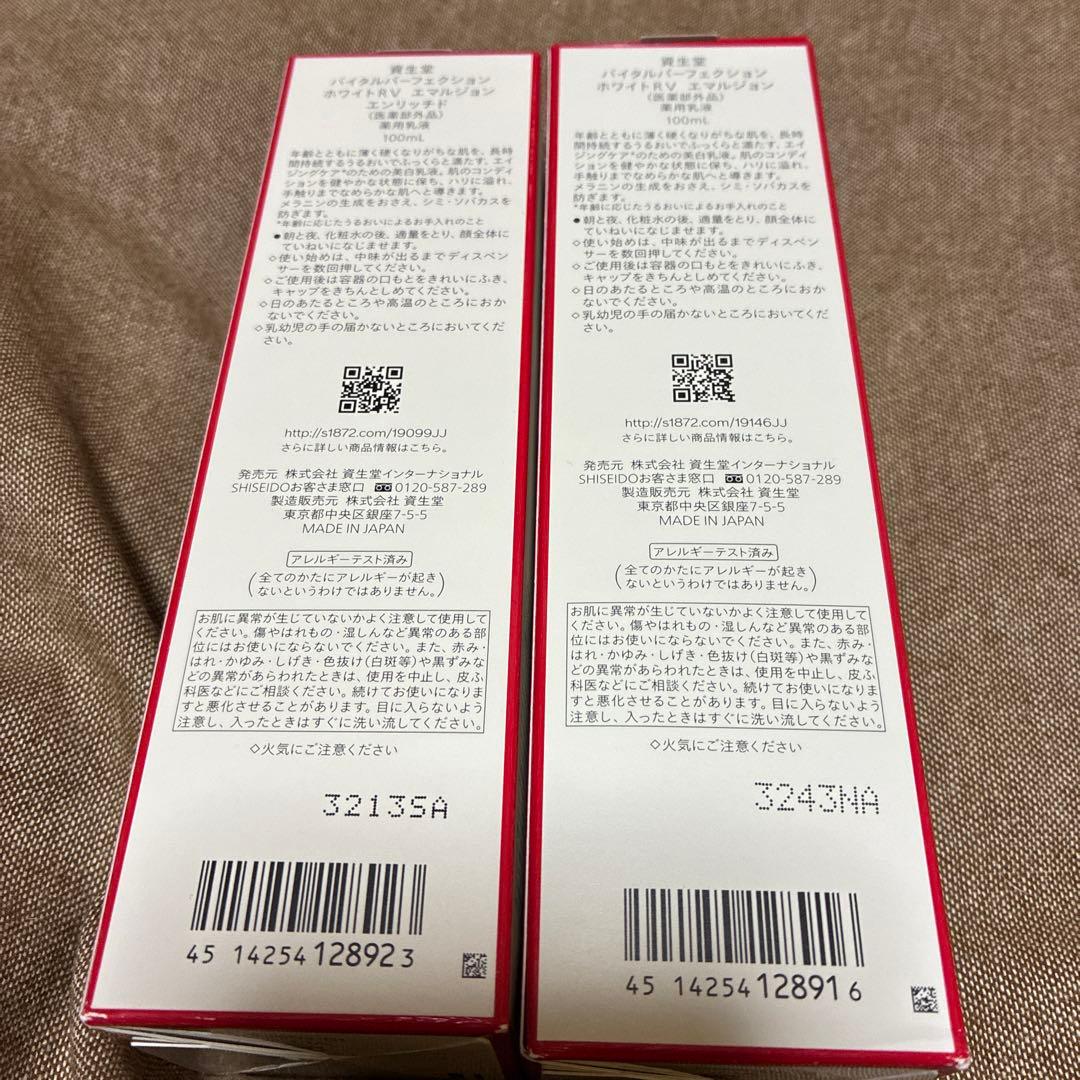 資生堂
バイタルパーフェクション
ホワイトRV エマルジョン
エンリッチド
（医薬部外品）
薬用乳液
100mL
年齢とともに薄く硬くなりがちな肌を、長時
間持続するうるおいでふっくらと満たす、エイ
ジングケア*のための美白乳液。肌のコンディ
ションを健やかな状態に保ち、ハリに溢れ、
手触りまでなめらかな肌へと導きます。
メラニンの生成をおさえ、シミ・ソバカスを
防ぎます。
*年齢に応じたうるおいによるお手入れのこと
●朝と夜、化粧水の後、適量をとり、顔全体に
ていねいになじませます。
◇使い始めは、中味が出るまでディスペン
サーを数回押してください。
◇ご使用後は容器の口もとをきれいにふき、
キャップをきちんとしめてください。
◇日のあたるところや高温のところにおか
ないでください。
◇乳幼児の手の届かないところにおいてくだ
さい。
http://s1872.com/19099JJ
さらに詳しい商品情報はこちら。
発売元 株式会社 資生堂インターナショナル
SHISEIDOお客さま窓口 0120-587-289
製造販売元 株式会社 資生堂
東京都中央区銀座7-5-5
MADE IN JAPAN
アレルギーテスト済み
（全てのかたにアレルギーが起き
ないというわけではありません。）
お肌に異常が生じていないかよく注意して使用して
ください。傷やはれもの・湿しんなど異常のある部
位にはお使いにならないでください。また、赤み・
はれ・かゆみ・しげき・色抜け（白斑等）や黒ずみな
どの異常があらわれたときは、使用を中止し、皮ふ
科医などにご相談ください。続けてお使いになりま
すと悪化させることがあります。目に入らないよう
注意し、入ったときはすぐに洗い流してください。
◇火気にご注意ください
3213SA
45 14254 12892 3
資生堂
バイタルパーフェクション
ホワイトRV エマルジョン
（医薬部外品）
薬用乳液
100mL
年齢とともに薄く硬くなりがちな肌を、長時
間持続するうるおいでふっくらと満たす、エイ
ジングケア*のための美白乳液。肌のコンディ
ションを健やかな状態に保ち、ハリに溢れ、
手触りまでなめらかな肌へと導きます。
メラニンの生成をおさえ、シミ・ソバカスを
防ぎます。
*年齢に応じたうるおいによるお手入れのこと
●朝と夜、化粧水の後、適量をとり、顔全体に
ていねいになじませます。
◇使い始めは、中味が出るまでディスペン
サーを数回押してください。
◇ご使用後は容器の口もとをきれいにふき、
キャップをきちんとしめてください。
◇日のあたるところや高温のところにおか
ないでください。
◇乳幼児の手の届かないところにおいてくだ
さい。
http://s1872.com/19146JJ
さらに詳しい商品情報はこちら。
発売元 株式会社 資生堂インターナショナル
SHISEIDOお客さま窓口 0120-587-289
製造販売元 株式会社 資生堂
東京都中央区銀座7-5-5
MADE IN JAPAN
アレルギーテスト済み
（全てのかたにアレルギーが起き
ないというわけではありません。）
お肌に異常が生じていないかよく注意して使用して
ください。傷やはれもの・湿しんなど異常のある部
位にはお使いにならないでください。また、赤み・
はれ・かゆみ・しげき・色抜け（白斑等）や黒ずみな
どの異常があらわれたときは、使用を中止し、皮ふ
科医などにご相談ください。続けてお使いになりま
すと悪化させることがあります。目に入らないよう
注意し、入ったときはすぐに洗い流してください。
◇火気にご注意ください
3243NA
45 14254 12891 6